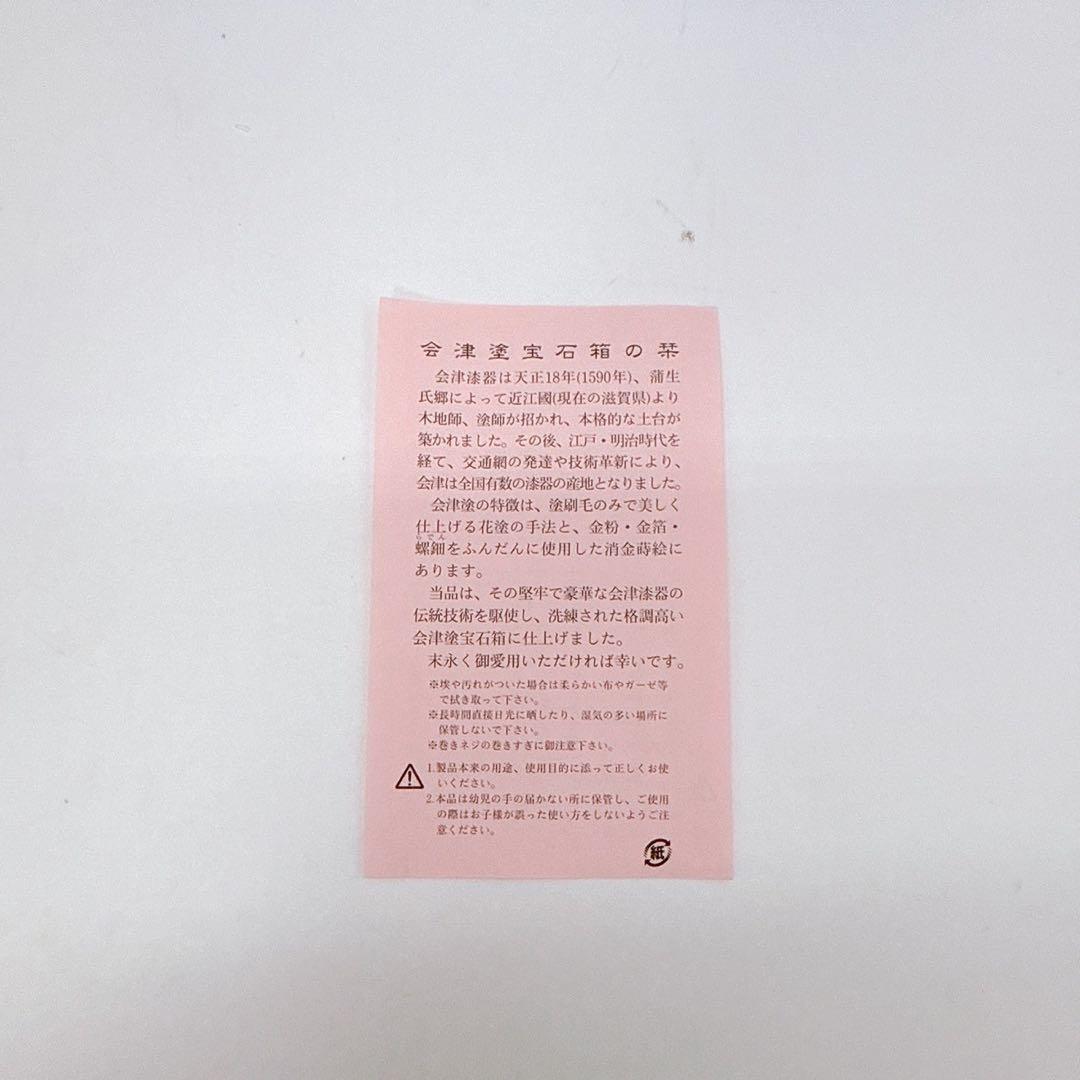 会津塗宝石箱の栞
会津漆器は天正18年(1590年)、蒲生
氏郷によって近江國(現在の滋賀県)より
木地師、塗師が招かれ、本格的な土台が
築かれました。その後、江戸・明治時代を
経て、交通網の発達や技術革新により、
会津は全国有数の漆器の産地となりました。
会津塗の特徴は、塗刷毛のみで美しく
仕上げる花塗の手法と、金粉・金箔・
らでん
螺鈿をふんだんに使用した消金蒔絵に
あります。
当品は、その堅牢で豪華な会津漆器の
伝統技術を駆使し、洗練された格調高い
会津塗宝石箱に仕上げました。
末永く御愛用いただければ幸いです。
※埃や汚れがついた場合は柔らかい布やガーゼ等
で拭き取って下さい。
※長時間直接日光に晒したり、湿気の多い場所に
保管しないで下さい。
※巻きネジの巻きすぎに御注意下さい。
1.製品本来の用途、使用目的に添って正しくお使
いください。
2.本品は幼児の手の届かない所に保管し、ご使用
の際はお子様が誤った使い方をしないようご注
意ください。
紙